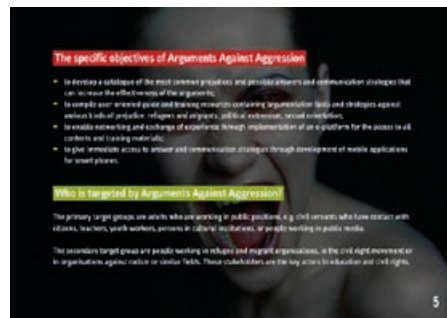 The specific objectives of Arguments Against Aggression
to develop a catalogue of the most common prejudices and possible answers and communication strategies that
can increase the effectiveness of the arguments;
to compile user-oriented guide and training resources containing argumentation tools and strategies against
various kinds of prejudice: refugees and migrants, political extremism, sexual orientation;
to enable networking and exchange of experience through implementation of an e-platform for the access to all
contents and training materials;
to give immediate access to answer and communication strategies through development of mobile applications
for smart phones.
Who is targeted by Arguments Against Aggression?
The primary target groups are adults who are working in public positions, e.g. civil servants who have contact with
citizens, teachers, youth workers, persons in cultural institutions, or people working in public media.
The secondary target group are people working in refugee and migrant organisations, in the civil right movement or
in organisations against racism or similar fields. These stakeholders are the key actors in education and civil rights.
5